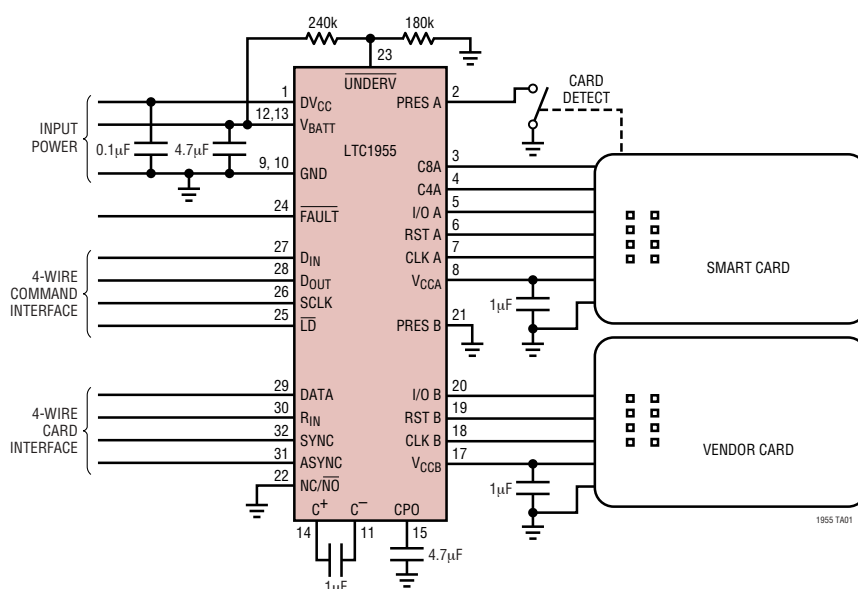 240k
180k
23
UNDERV
1
DVCC
2
PRES A
CARD
DETECT
12,13
VBATT
INPUT
POWER
0.1µF
4.7µF
LTC1955
9, 10
GND
3
C8A
4
C4A
24
FAULT
5
I/O A
6
RST A
27
DIN
7
CLK A
28
DOUT
8
VCCA
SMART CARD
4-WIRE
COMMAND
INTERFACE
26
SCLK
1µF
25
LD
21
PRES B
29
DATA
20
I/O B
30
RIN
19
RST B
4-WIRE
CARD
INTERFACE
32
SYNC
18
CLK B
31
ASYNC
17
VCCB
VENDOR CARD
22
NC/NO
1µF
C+
C–
CPO
14
11
15
1µF
4.7µF
1955 TA01